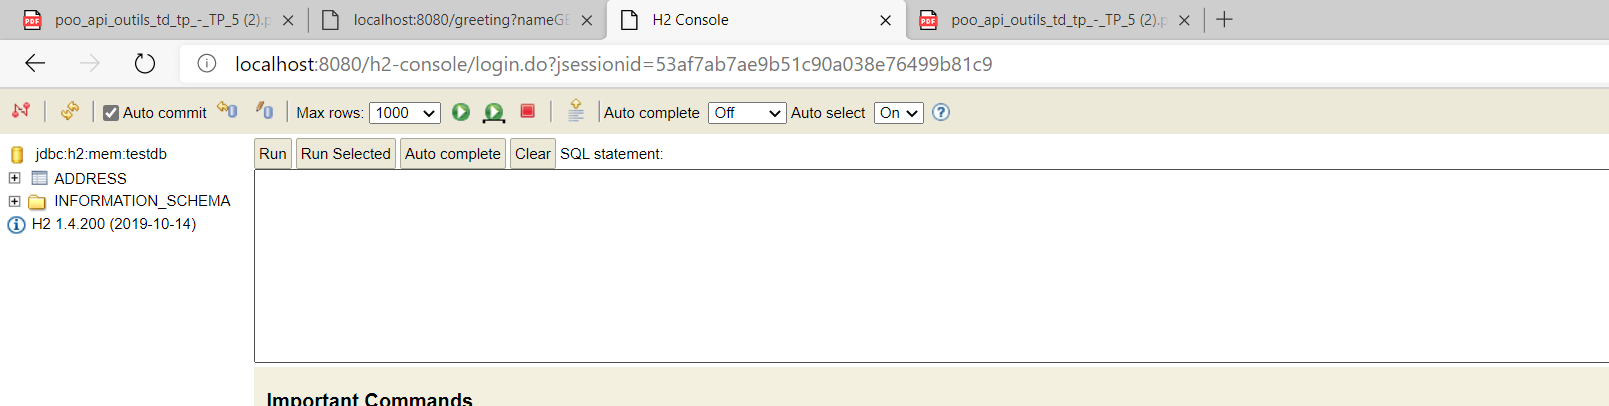 poo_api_outils_td_tp_-_TP_5 (2).p
localhost:8080/greeting?nameGE
H2 Console
poo_api_outils_td_tp_-_TP_5 (2).p
localhost:8080/h2-console/login.do?jsessionid=53af7ab7ae9b51c90a038e76499b81c9
Auto commit Max rows: 1000 Auto complete Off Auto select On ?
jdbc:h2:mem:testdb
ADDRESS
INFORMATION_SCHEMA
H2 1.4.200 (2019-10-14)
Run Run Selected Auto complete Clear SQL statement:
Important Commands